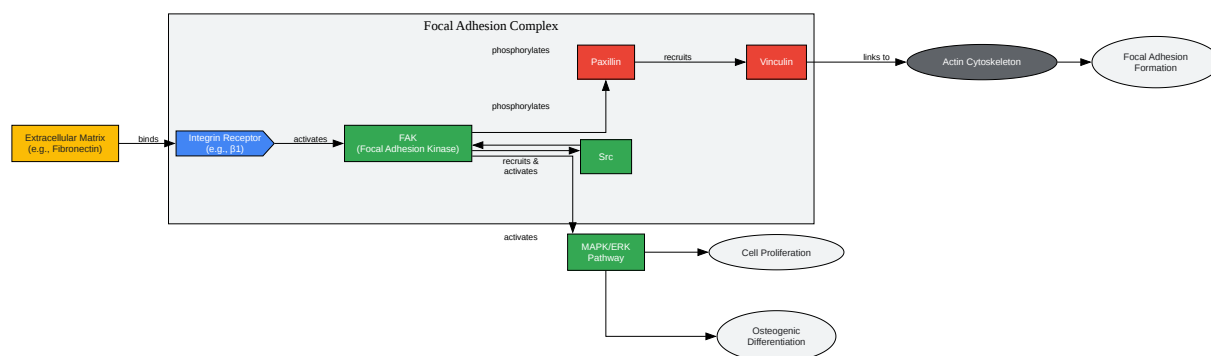 Focal Adhesion Complex
phosphorylates
Paxillin
recruits
Vinculin
links to
Actin Cytoskeleton
Focal Adhesion
Formation
phosphorylates
Extracellular Matrix
(e.g., Fibronectin)
binds
Integrin Receptor
(e.g., β1)
activates
FAK
(Focal Adhesion Kinase)
Src
recruits &
activates
activates
MAPK/ERK
Pathway
Cell Proliferation
Osteogenic
Differentiation